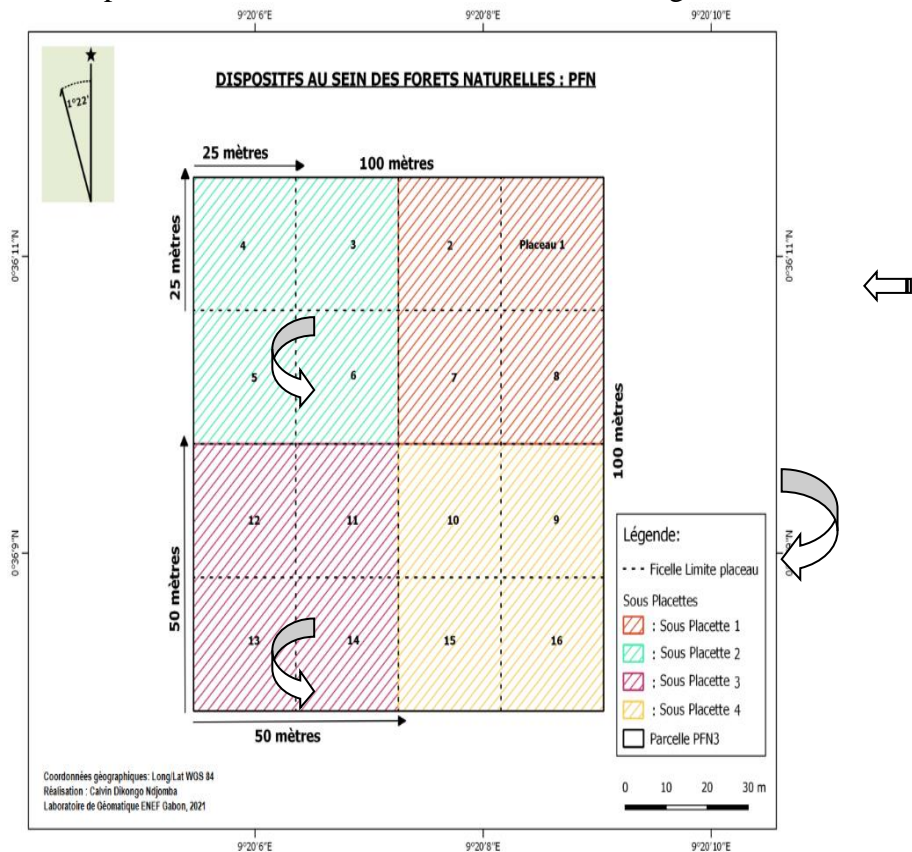 9°20'6"E 9°20'8"E 9°20'10"E
1°22'
DISPOSITFS AU SEIN DES FORETS NATURELLES : PFN
25 mètres
100 mètres
25 mètres
4 3 2 Placeau 1
0°36'11"N 0°36'11"N
5 6 7 8
100 mètres
50 mètres
12 11 10 9
0°36'9"N
13 14 15 16
50 mètres
Légende:
Ficelle Limite placeau
Sous Placettes
: Sous Placette 1
: Sous Placette 2
: Sous Placette 3
: Sous Placette 4
Parcelle PFN3
0 10 20 30 m
Coordonnées géographiques: Long/Lat WGS 84
Réalisation : Calvin Dikongo Ndjomba
Laboratoire de Géomatique ENEF Gabon, 2021
9°20'6"E 9°20'8"E 9°20'10"E